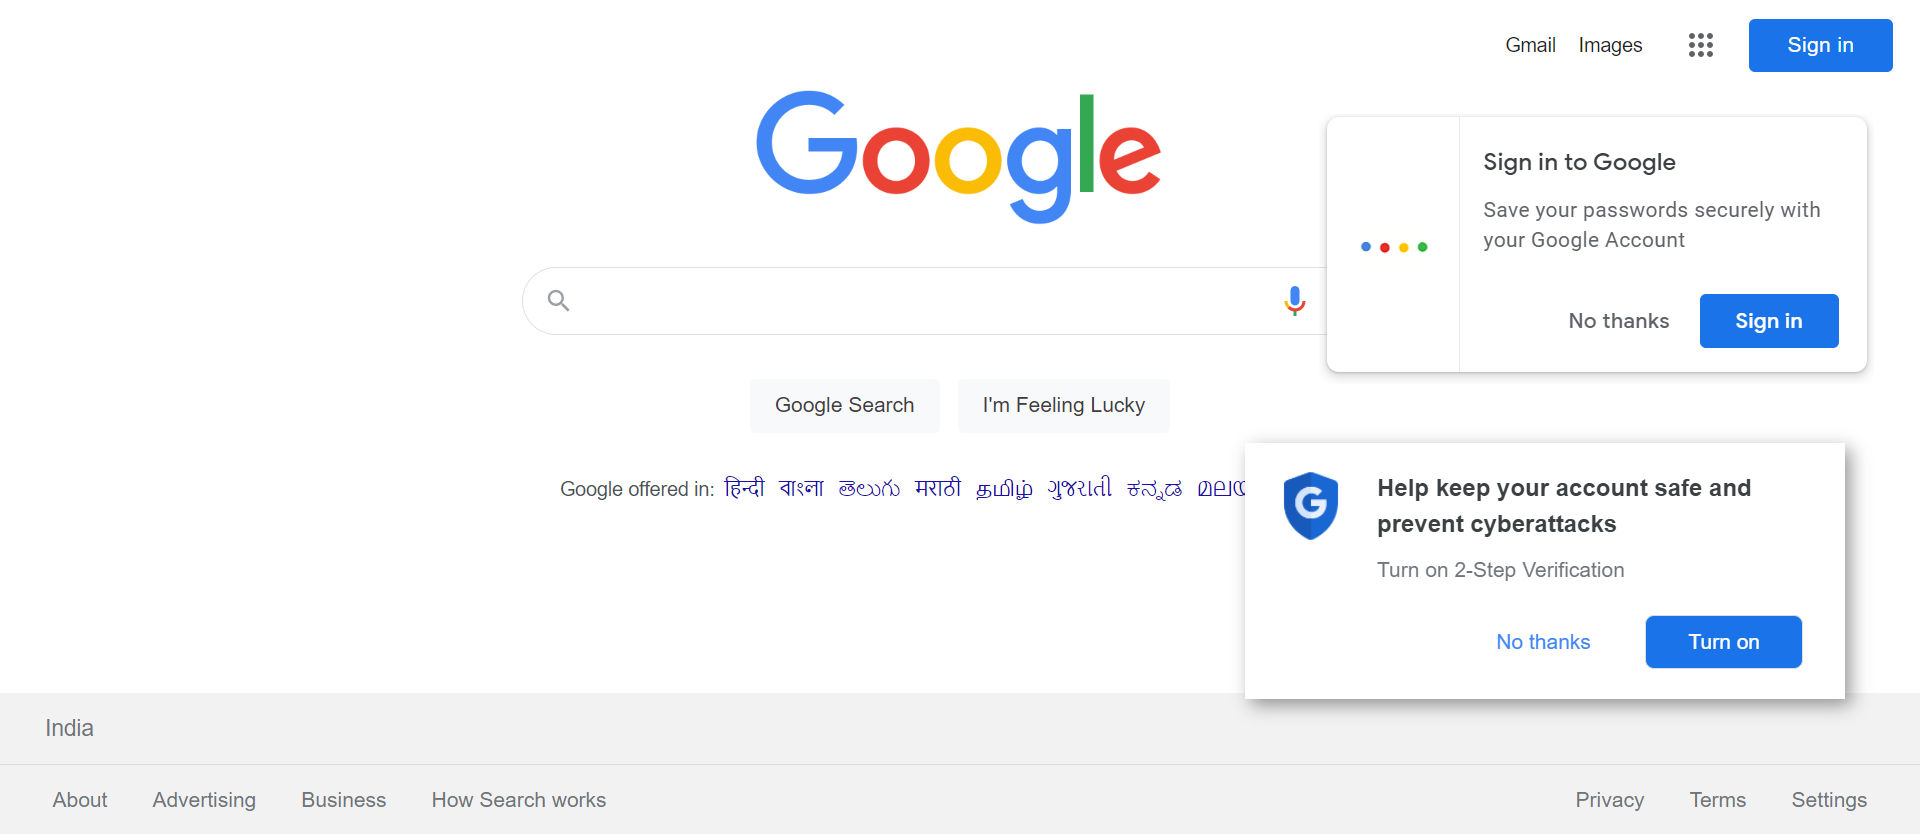 Gmail Images Sign in
Google
Sign in to Google
Save your passwords securely with
your Google Account
No thanks Sign in
Google Search I'm Feeling Lucky
Google offered in: हिन्दी বাংলা తెలుగు मराठी தமிழ் ગુજરાતી ಕನ್ನಡ
G
Help keep your account safe and
prevent cyberattacks
Turn on 2-Step Verification
No thanks Turn on
India
About Advertising Business How Search works Privacy Terms Settings